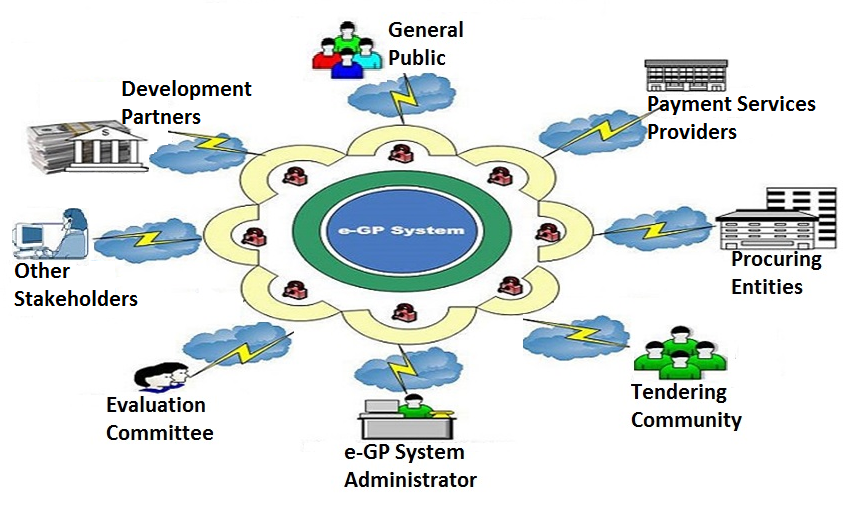 General
Public
Development
Partners
$
Payment Services
Providers
e-GP System
Other
Stakeholders
Procuring
Entities
Evaluation
Committee
Tendering
Community
e-GP System
Administrator